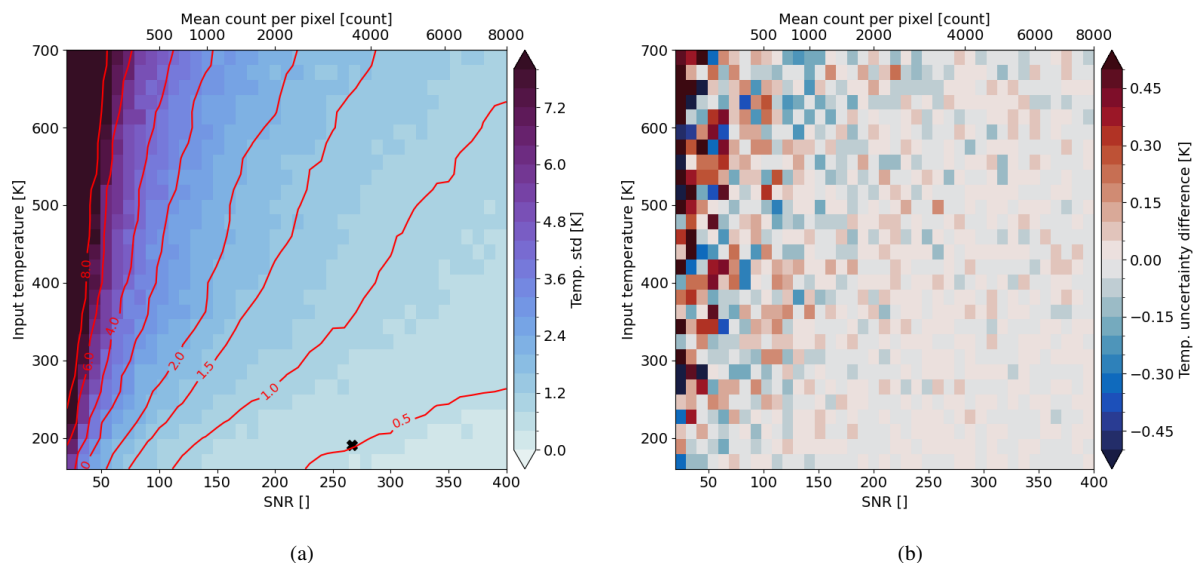 Mean count per pixel [count]
500 1000 2000 4000 6000 8000
700
600
500
400
300
200
Input temperature [K]
8.0
6.0
4.0
2.0
1.5
1.0
0.5
50 100 150 200 250 300 350 400
SNR []
7.2
6.0
4.8
3.6
2.4
1.2
0.0
Temp. std [K]
(a)
Mean count per pixel [count]
500 1000 2000 4000 6000 8000
700
600
500
400
300
200
Input temperature [K]
50 100 150 200 250 300 350 400
SNR []
0.45
0.30
0.15
0.00
−0.15
−0.30
−0.45
Temp. uncertainty difference [K]
(b)